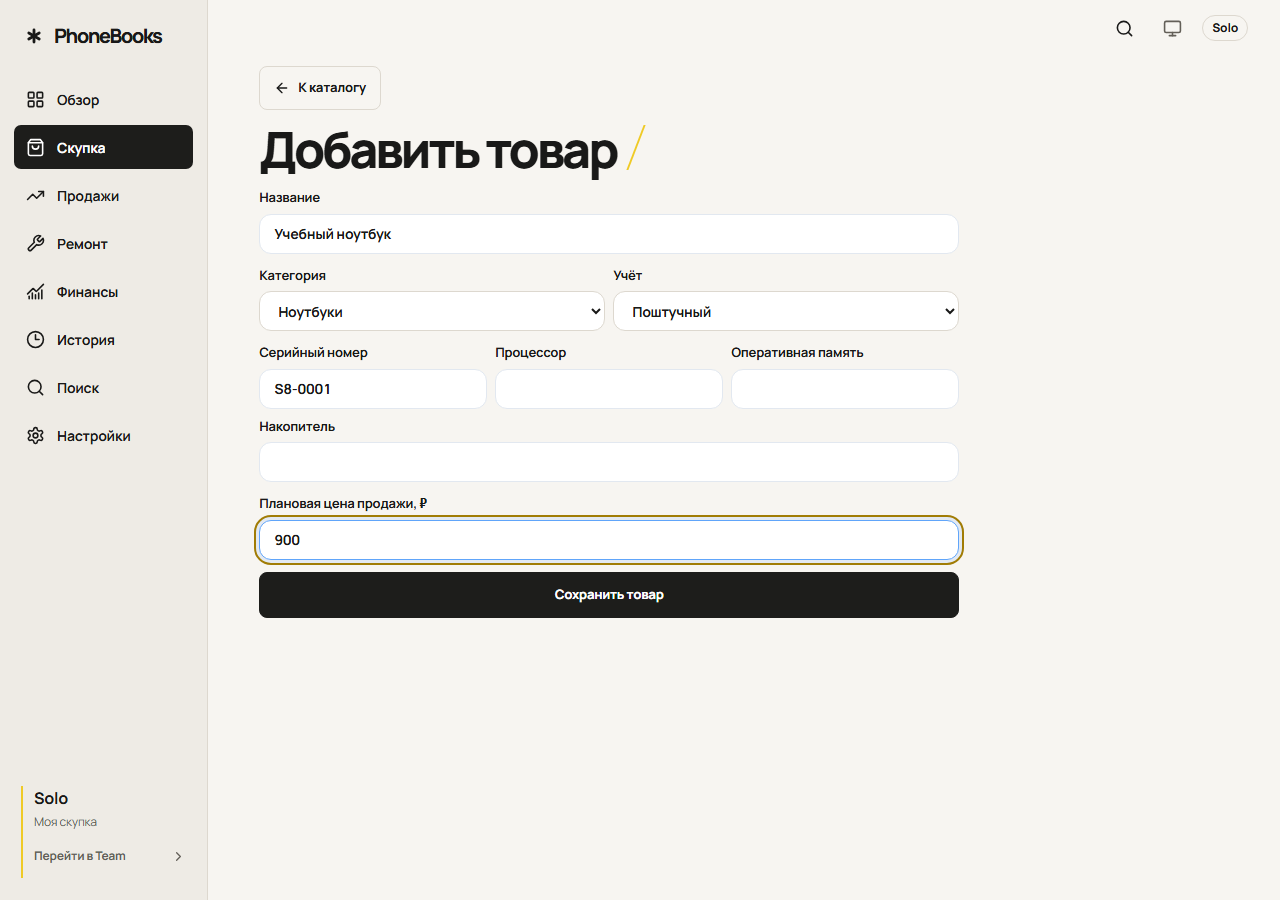 PhoneBooks
Solo
Обзор
Скупка
Продажи
Ремонт
Финансы
История
Поиск
Настройки
К каталогу
Добавить товар /
Название
Учебный ноутбук
Категория
Учёт
Ноутбуки
Поштучный
Серийный номер
Процессор
Оперативная память
S8-0001
Накопитель
Плановая цена продажи, ₽
900
Сохранить товар
Solo
Моя скупка
Перейти в Team